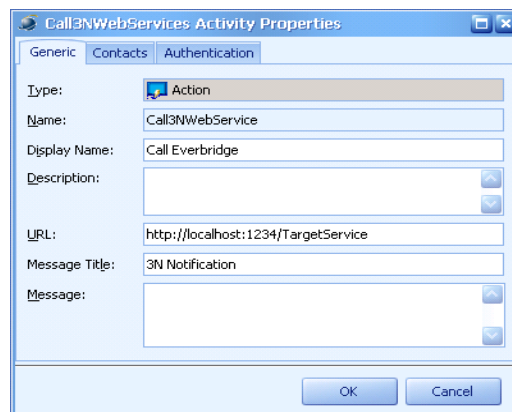 Call3NWebServices Activity Properties
Generic Contacts Authentication
Type: Action
Name: Call3NWebService
Display Name: Call Everbridge
Description:
URL: http://localhost:1234/TargetService
Message Title: 3N Notification
Message:
OK Cancel